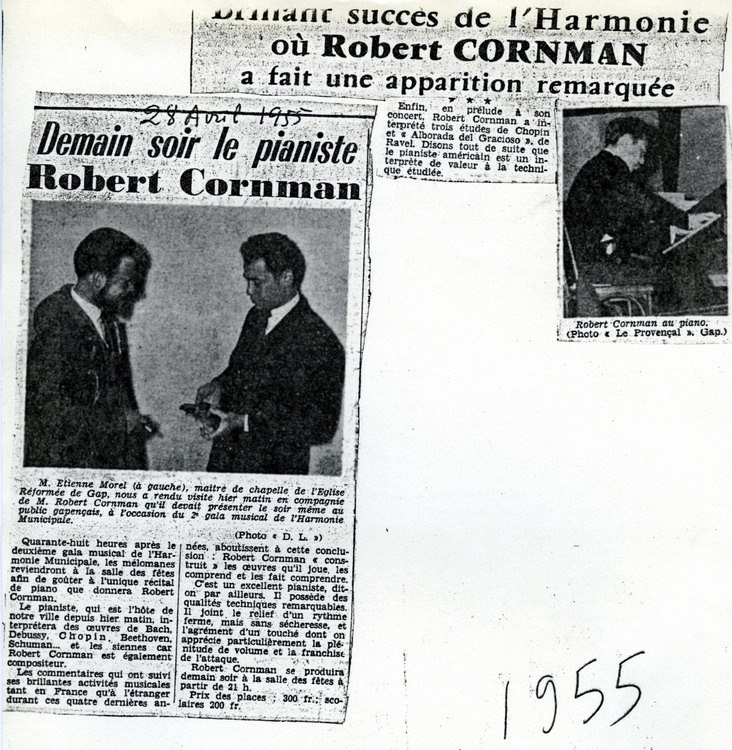 Brillant succès de l'Harmonie
où Robert CORNMAN
a fait une apparition remarquée
★ ★ ★
Enfin, en prélude à son
concert, Robert Cornman a in-
terprété trois études de Chopin
et « Alborada del Gracioso », de
Ravel. Disons tout de suite que
le pianiste américain est un in-
terprète de valeur à la techni-
que étudiée.
Robert Cornman au piano.
(Photo « Le Provençal ». Gap.)
28 Avril 1955
Demain soir le pianiste
Robert Cornman
M. Etienne Morel (à gauche), maître de chapelle de l'Eglise
Réformée de Gap, nous a rendu visite hier matin en compagnie
de M. Robert Cornman qu'il devait présenter le soir même au
public gapençais, à l'occasion du 2e gala musical de l'Harmonie
Municipale.
(Photo « D. L. »)
Quarante-huit heures après le
deuxième gala musical de l'Har-
monie Municipale, les mélomanes
reviendront à la salle des fêtes
afin de goûter à l'unique récital
de piano que donnera Robert
Cornman.
Le pianiste, qui est l'hôte de
notre ville depuis hier matin, in-
terprétera des œuvres de Bach,
Debussy, Chopin, Beethoven,
Schuman... et les siennes car
Robert Cornman est également
compositeur.
Les commentaires qui ont suivi
ses brillantes activités musicales
tant en France qu'à l'étranger
durant ces quatre dernières an-
nées, aboutissent à cette conclu-
sion : Robert Cornman « cons-
truit » les œuvres qu'il joue, les
comprend et les fait comprendre.
C'est un excellent pianiste, dit-
on par ailleurs. Il possède des
qualités techniques remarquables.
Il joint le relief d'un rythme
ferme, mais sans sécheresse, et
l'agrément d'un touché dont on
apprécie particulièrement la plé-
nitude de volume et la franchise
de l'attaque.
Robert Cornman se produira
demain soir à la salle des fêtes à
partir de 21 h.
Prix des places : 300 fr.; sco-
laires 200 fr.
1955